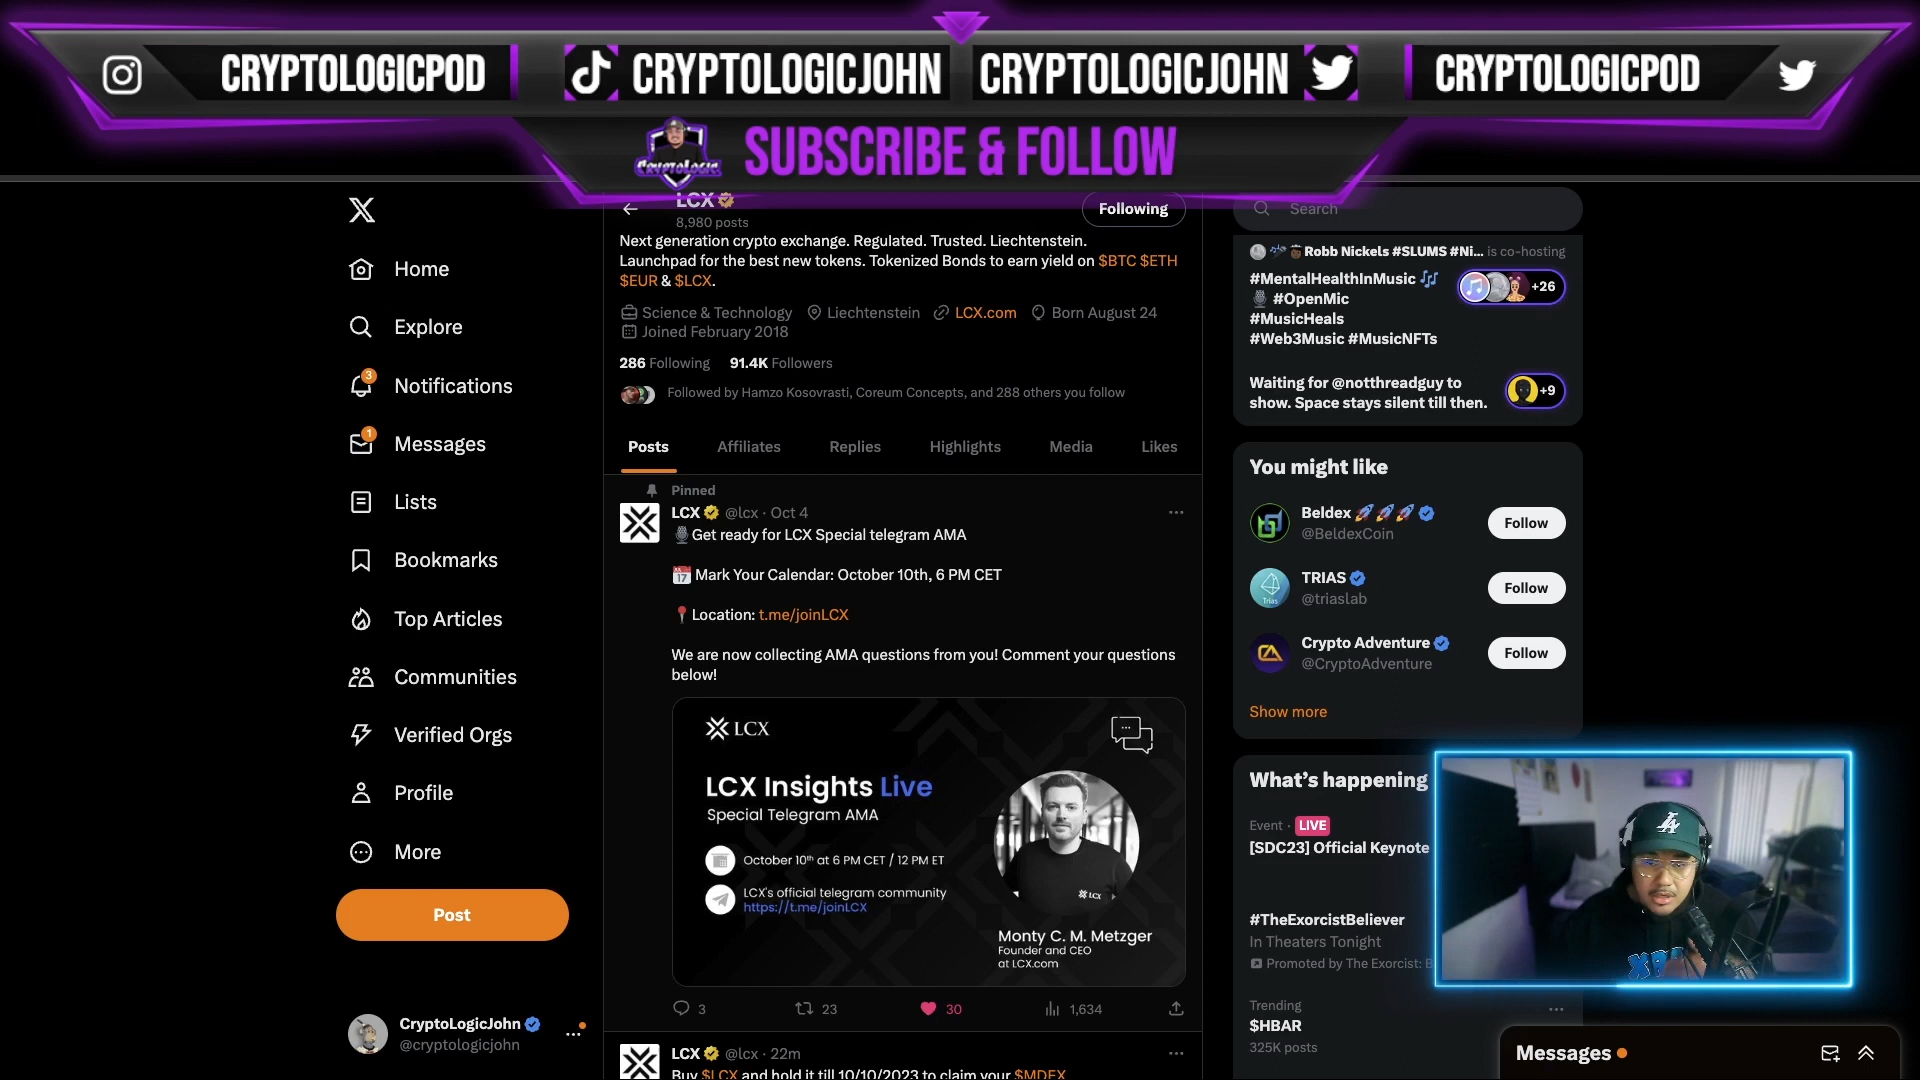 CRYPTOLOGICPOD
CRYPTOLOGICJOHN
CRYPTOLOGICJOHN
CRYPTOLOGICPOD
CRYPTOLOGIC
SUBSCRIBE & FOLLOW
Home
Explore
3
Notifications
1
Messages
Lists
Bookmarks
Top Articles
Communities
Verified Orgs
Profile
More
Post
CryptoLogicJohn
@cryptologicjohn
LCX
8,980 posts
Following
Next generation crypto exchange. Regulated. Trusted. Liechtenstein.
Launchpad for the best new tokens. Tokenized Bonds to earn yield on $BTC $ETH
$EUR & $LCX.
Science & Technology Liechtenstein LCX.com Born August 24
Joined February 2018
286 Following 91.4K Followers
Followed by Hamzo Kosovrasti, Coreum Concepts, and 288 others you follow
Posts Affiliates Replies Highlights Media Likes
Pinned
LCX @lcx · Oct 4
Get ready for LCX Special telegram AMA
17 Mark Your Calendar: October 10th, 6 PM CET
Location: t.me/joinLCX
We are now collecting AMA questions from you! Comment your questions
below!
LCX
LCX Insights Live
Special Telegram AMA
October 10th at 6 PM CET / 12 PM ET
LCX's official telegram community
https://t.me/joinLCX
LCX
Monty C. M. Metzger
Founder and CEO
at LCX.com
3 23 30 1,634
LCX @lcx · 22m
Buy $LCX and hold it till 10/10/2023 to claim your $MDEX
Search
Robb Nickels #SLUMS #Ni... is co-hosting
#MentalHealthInMusic
#OpenMic
#MusicHeals
#Web3Music #MusicNFTs
+26
Waiting for @notthreadguy to
show. Space stays silent till then.
+9
You might like
Beldex
@BeldexCoin
Follow
TRIAS
@triaslab
Trias
Follow
Crypto Adventure
@CryptoAdventure
Follow
Show more
What's happening
Event · LIVE
[SDC23] Official Keynote
#TheExorcistBeliever
In Theaters Tonight
Promoted by The Exorcist: B
Trending
$HBAR
325K posts
Messages